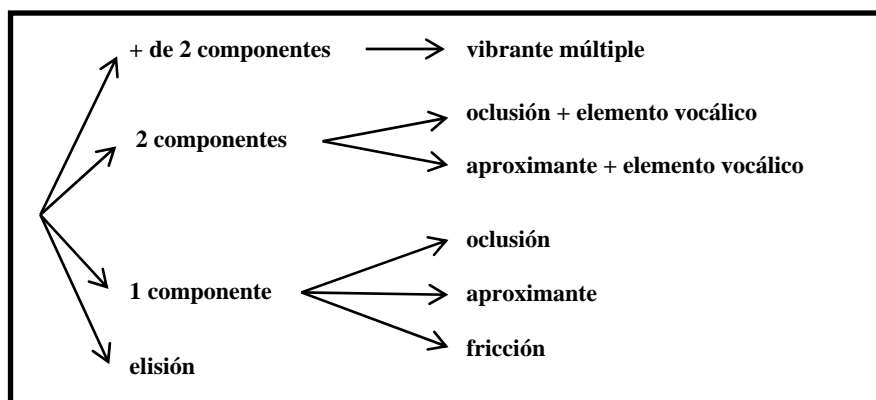 + de 2 componentes
vibrante múltiple
2 componentes
oclusión + elemento vocálico
aproximante + elemento vocálico
1 componente
oclusión
aproximante
fricción
elisión